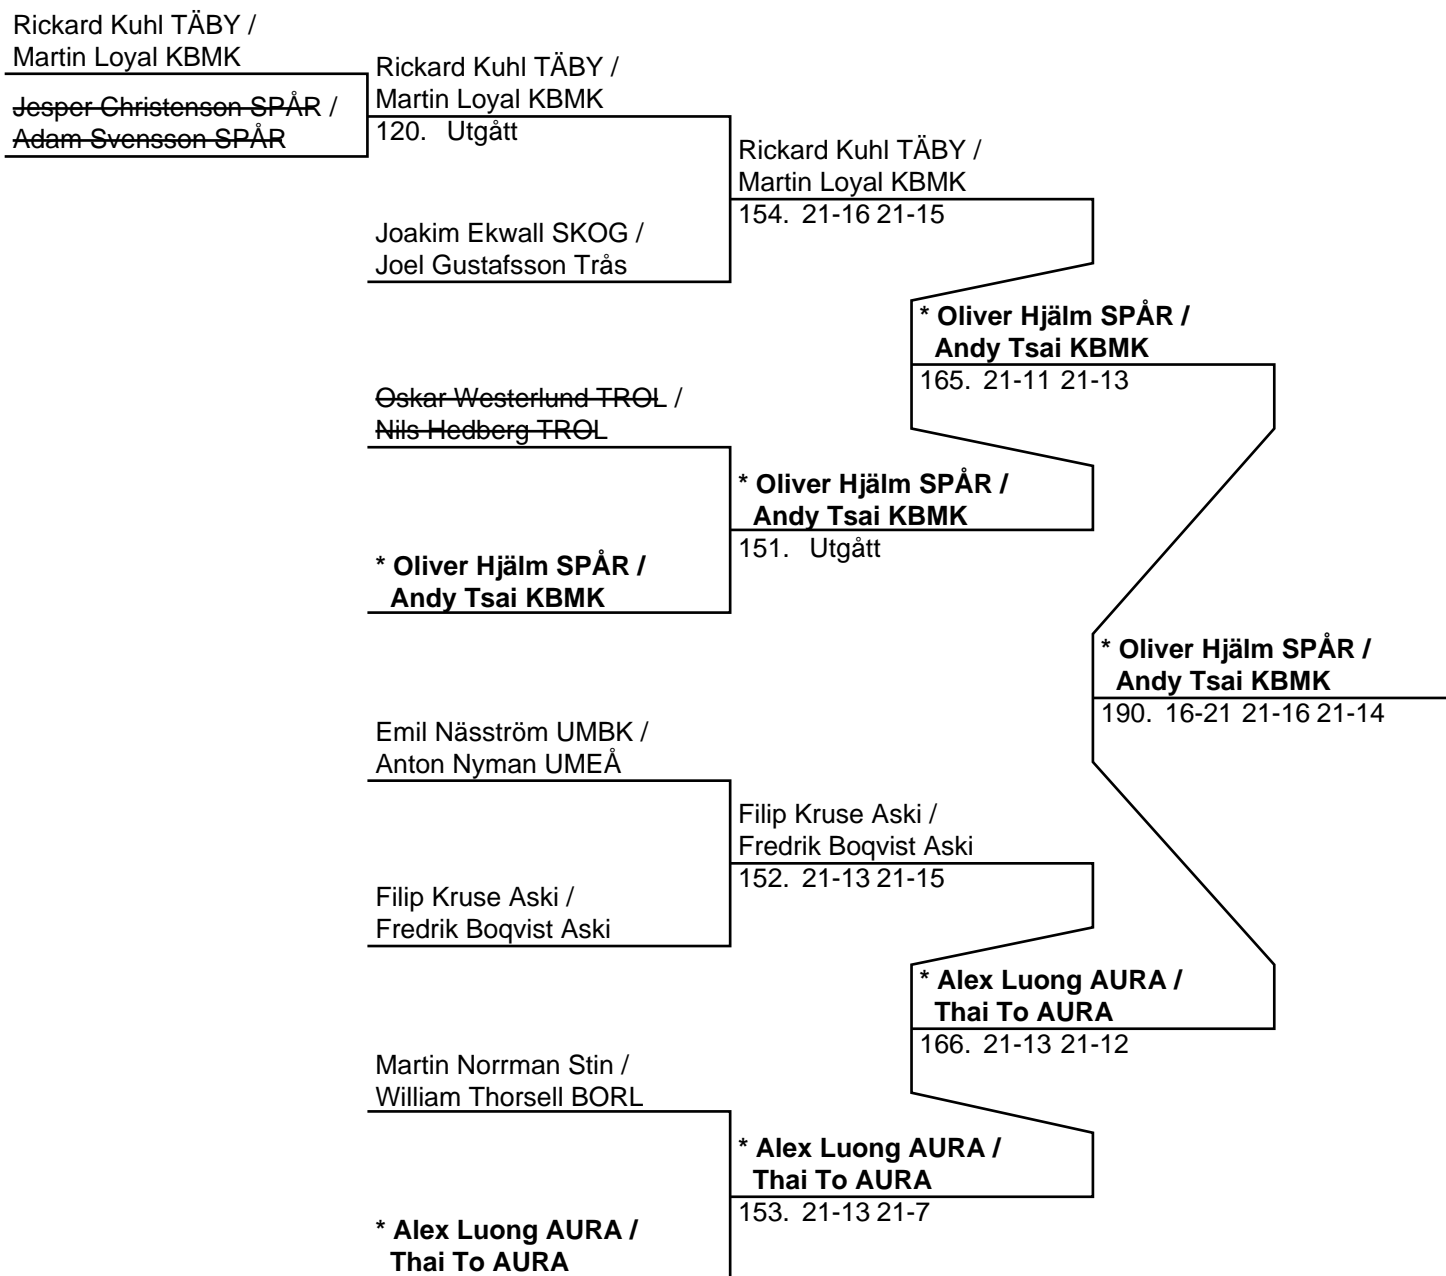 Rickard Kuhl TÄBY /
Martin Loyal KBMK
Jesper Christenson SPÅR /
Adam Svensson SPÅR
Rickard Kuhl TÄBY /
Martin Loyal KBMK
120. Utgått
Joakim Ekwall SKOG /
Joel Gustafsson Trås
Rickard Kuhl TÄBY /
Martin Loyal KBMK
154. 21-16 21-15
* Oliver Hjälm SPÅR /
Andy Tsai KBMK
165. 21-11 21-13
Oskar Westerlund TROL /
Nils Hedberg TROL
* Oliver Hjälm SPÅR /
Andy Tsai KBMK
151. Utgått
* Oliver Hjälm SPÅR /
Andy Tsai KBMK
* Oliver Hjälm SPÅR /
Andy Tsai KBMK
190. 16-21 21-16 21-14
Emil Näsström UMBK /
Anton Nyman UMEÅ
Filip Kruse Aski /
Fredrik Boqvist Aski
152. 21-13 21-15
Filip Kruse Aski /
Fredrik Boqvist Aski
* Alex Luong AURA /
Thai To AURA
166. 21-13 21-12
Martin Norrman Stin /
William Thorsell BORL
* Alex Luong AURA /
Thai To AURA
153. 21-13 21-7
* Alex Luong AURA /
Thai To AURA